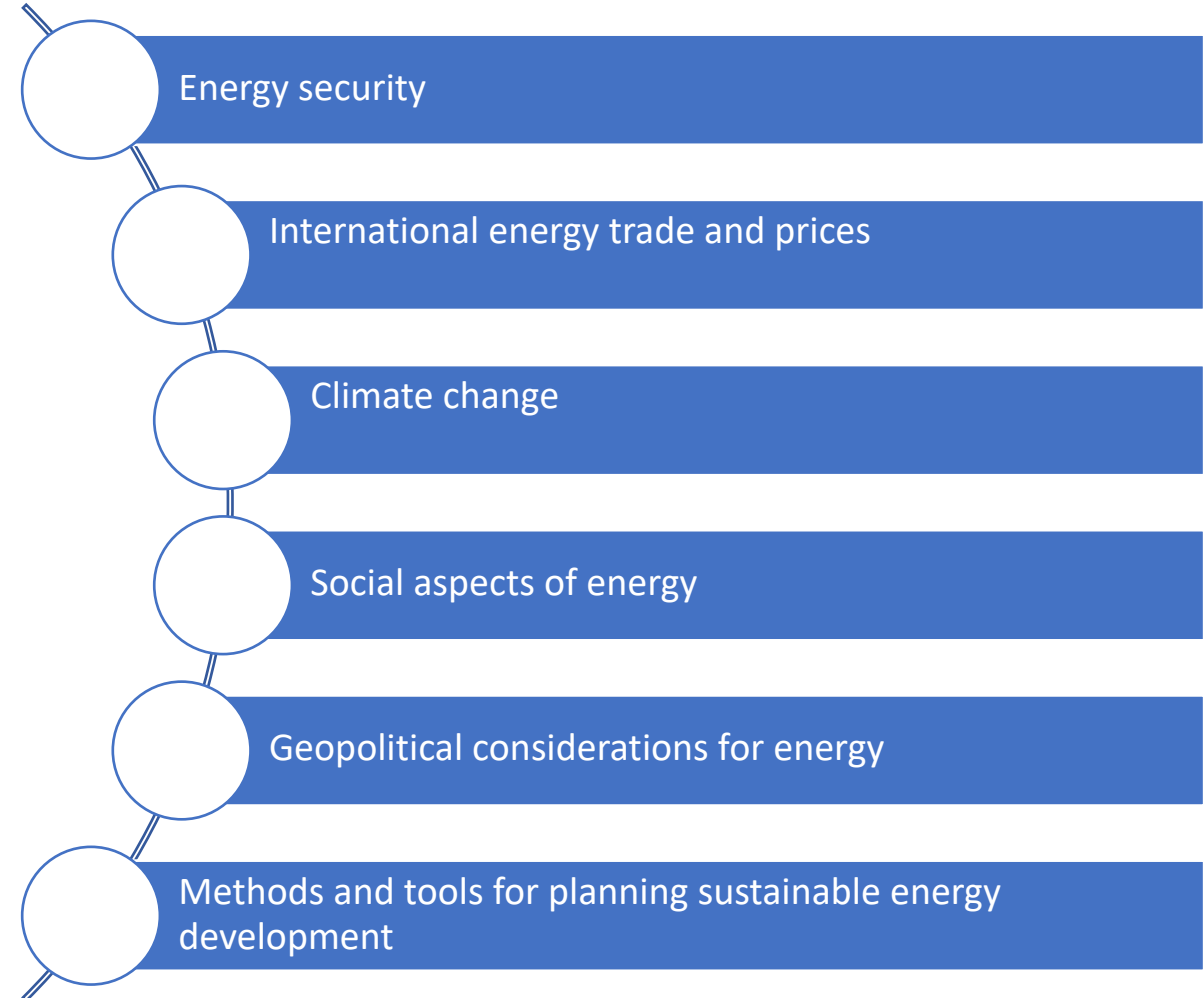 Energy security
International energy trade and prices
Climate change
Social aspects of energy
Geopolitical considerations for energy
Methods and tools for planning sustainable energy
development